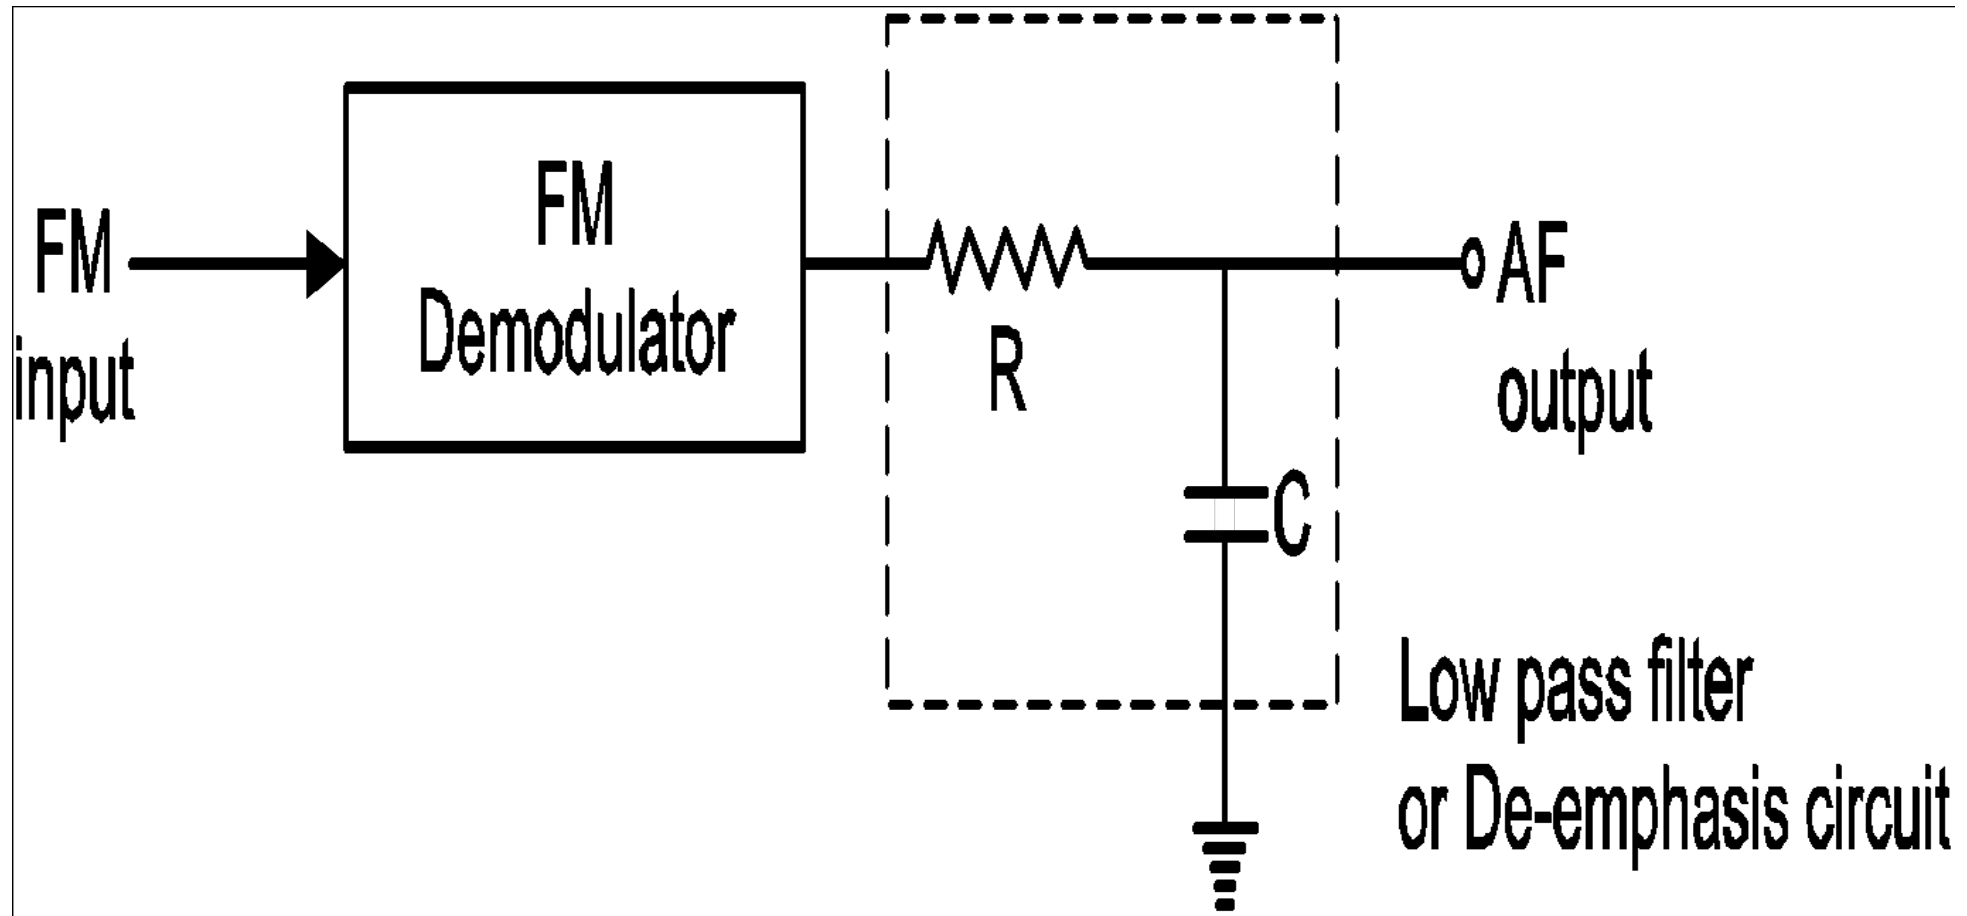 FM
input
FM
Demodulator
R
C
AF
output
Low pass filter
or De-emphasis circuit